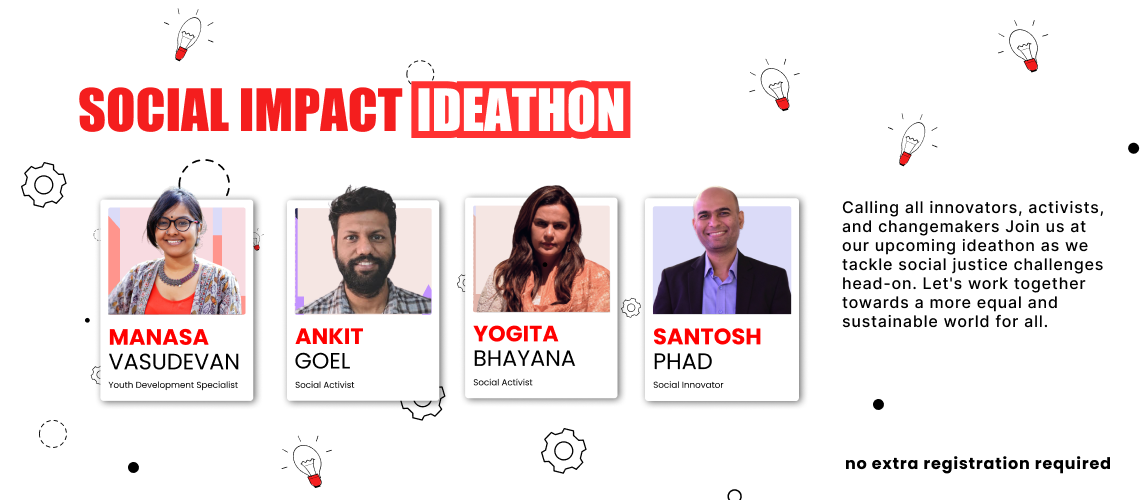 SOCIAL IMPACT IDEATHON
MANASA
VASUDEVAN
Youth Development Specialist
ANKIT
GOEL
Social Activist
YOGITA
BHAYANA
Social Activist
SANTOSH
PHAD
Social Innovator
Calling all innovators, activists,
and changemakers Join us at
our upcoming ideathon as we
tackle social justice challenges
head-on. Let's work together
towards a more equal and
sustainable world for all.
no extra registration required